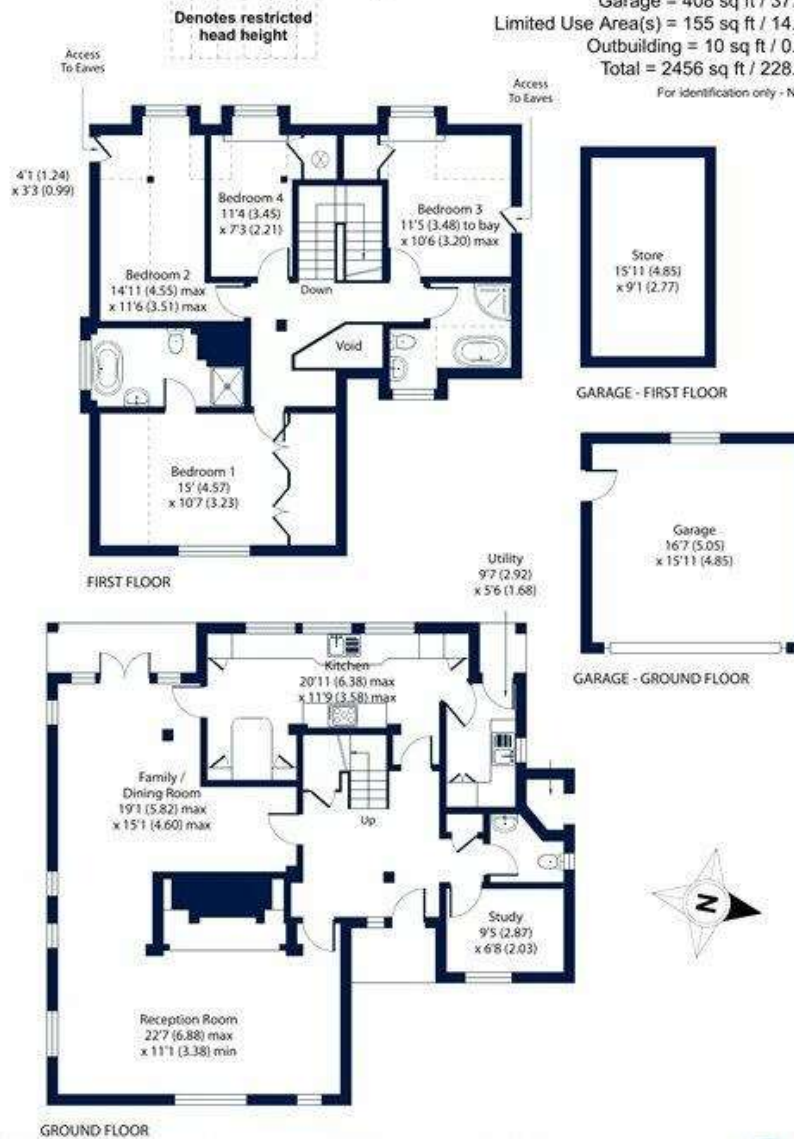 Denotes restricted
head height
Garage = 408 sq ft / 37.
Limited Use Area(s) = 155 sq ft / 14.
Outbuilding = 10 sq ft / 0.
Total = 2456 sq ft / 228.
For identification only - N
Access
To Eaves
Access
To Eaves
4'1 (1.24)
x 3'3 (0.99)
Bedroom 4
11'4 (3.45)
x 7'3 (2.21)
Bedroom 3
11'5 (3.48) to bay
x 10'6 (3.20) max
Bedroom 2
14'11 (4.55) max
x 11'6 (3.51) max
Down
Void
Bedroom 1
15' (4.57)
x 10'7 (3.23)
FIRST FLOOR
Store
15'11 (4.85)
x 9'1 (2.77)
GARAGE - FIRST FLOOR
Garage
16'7 (5.05)
x 15'11 (4.85)
GARAGE - GROUND FLOOR
Utility
9'7 (2.92)
x 5'6 (1.68)
Kitchen
20'11 (6.38) max
x 11'9 (3.58) max
Family /
Dining Room
19'1 (5.82) max
x 15'1 (4.60) max
Up
Study
9'5 (2.87)
x 6'8 (2.03)
N
Reception Room
22'7 (6.88) max
x 11'1 (3.38) min
GROUND FLOOR